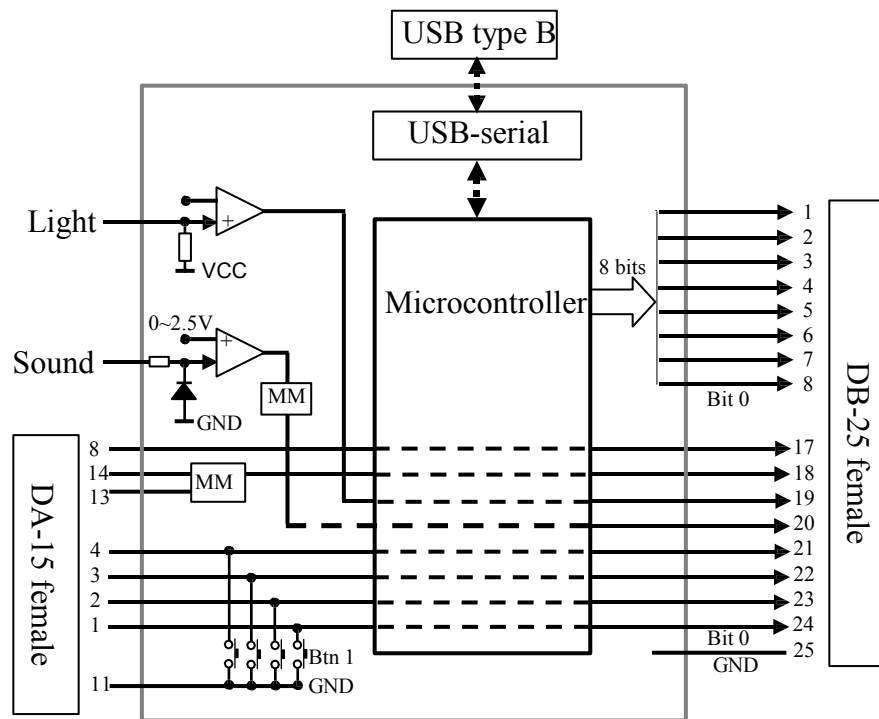 USB type B
USB-serial
Light
VCC
0~2.5V
Sound
MM
GND
Microcontroller
8 bits
1
2
3
4
5
6
7
8
Bit 0
DB-25 female
17
18
19
20
21
22
23
24
Bit 0
25
GND
DA-15 female
8
14
13
MM
4
3
2
1
11
Btn 1
GND
+
+